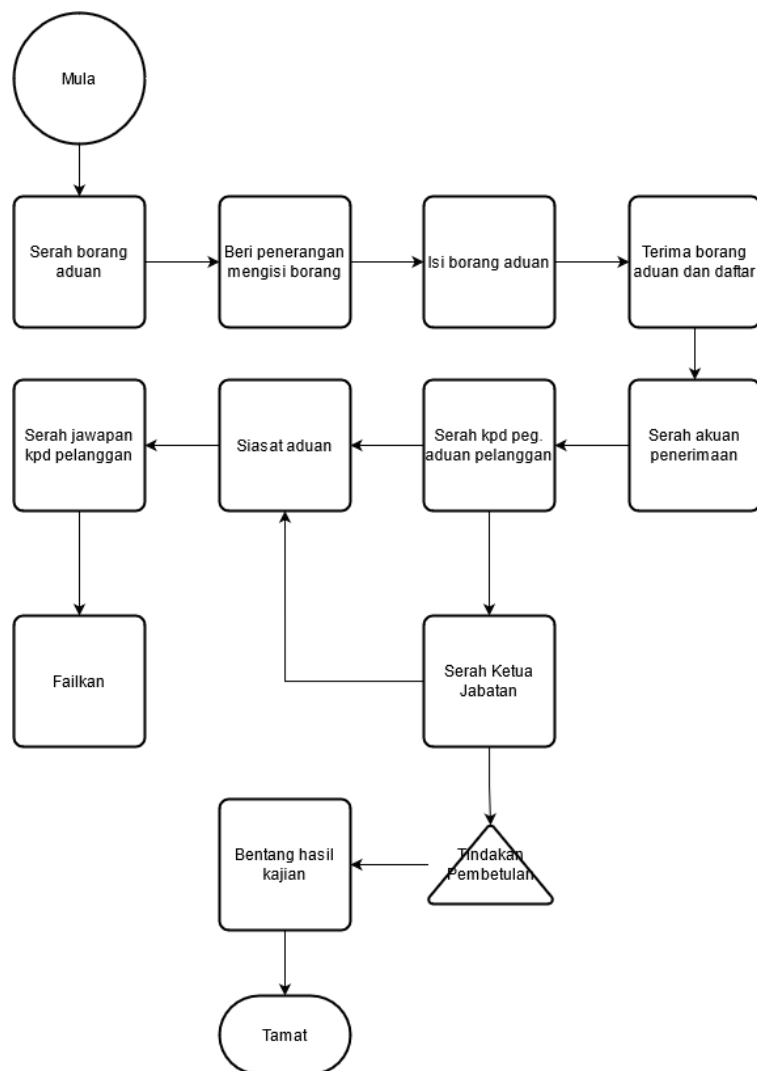 Mula
Serah borang
aduan
Beri penerangan
mengisi borang
Isi borang aduan
Terima borang
aduan dan daftar
Serah jawapan
kpd pelanggan
Siasat aduan
Serah kpd peg.
aduan pelanggan
Serah akuan
penerimaan
Failkan
Serah Ketua
Jabatan
Bentang hasil
kajian
Tindakan
Pembetulan
Tamat